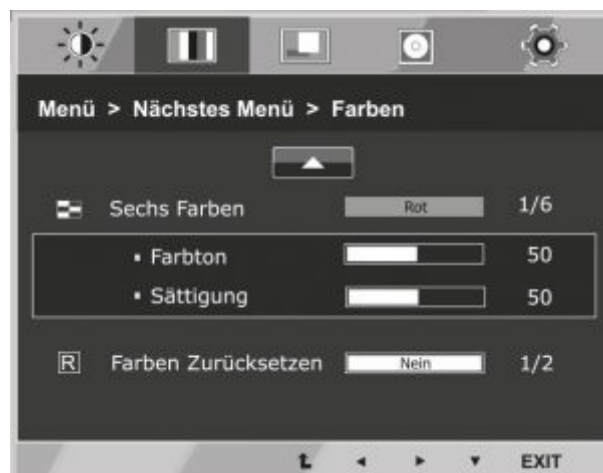 Menü > Nächstes Menü > Farben
Sechs Farben Rot 1/6
▪ Farbton 50
▪ Sättigung 50
R Farben Zurücksetzen Nein 1/2
EXIT